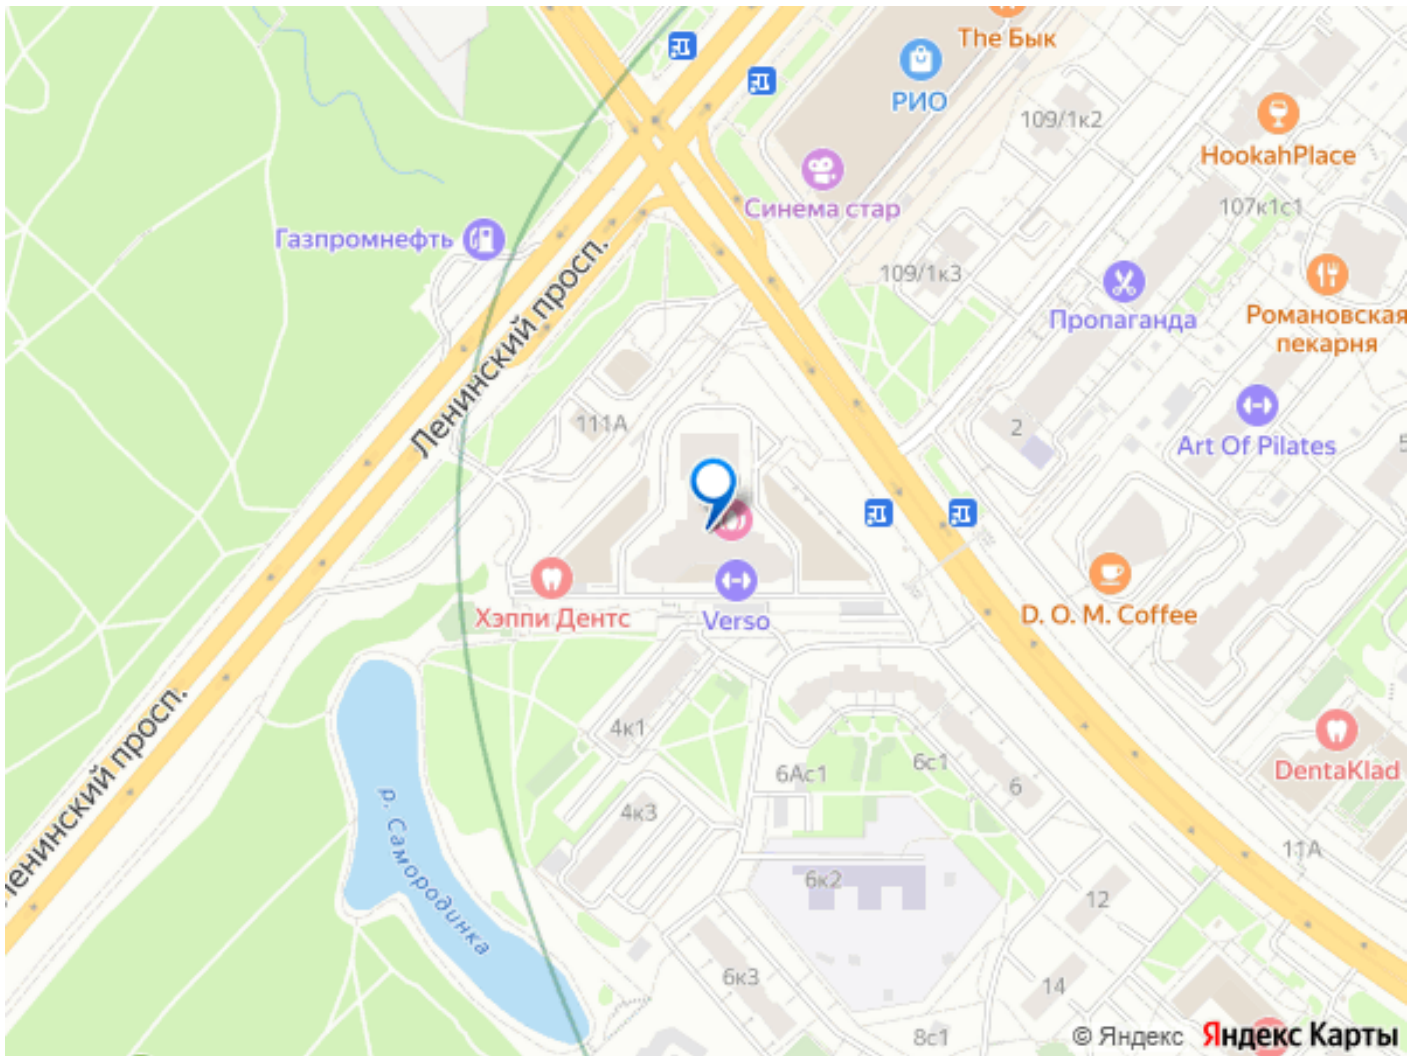 The Бык
РИО
109/1к2
HookahPlace
Синема стар
107к1с1
Газпромнефть
109/1к3
Ленинский просп.
Пропаганда
Романовская
пекарня
111А
2
Art Of Pilates
D. O. M. Coffee
Хэппи Дентс
Verso
4к1
6Ас1
6с1
6
DentaKlad
Ленинский просп.
р. Самородинка
4к3
11А
6к2
12
6к3
14
8с1
© Яндекс Яндекс Карты